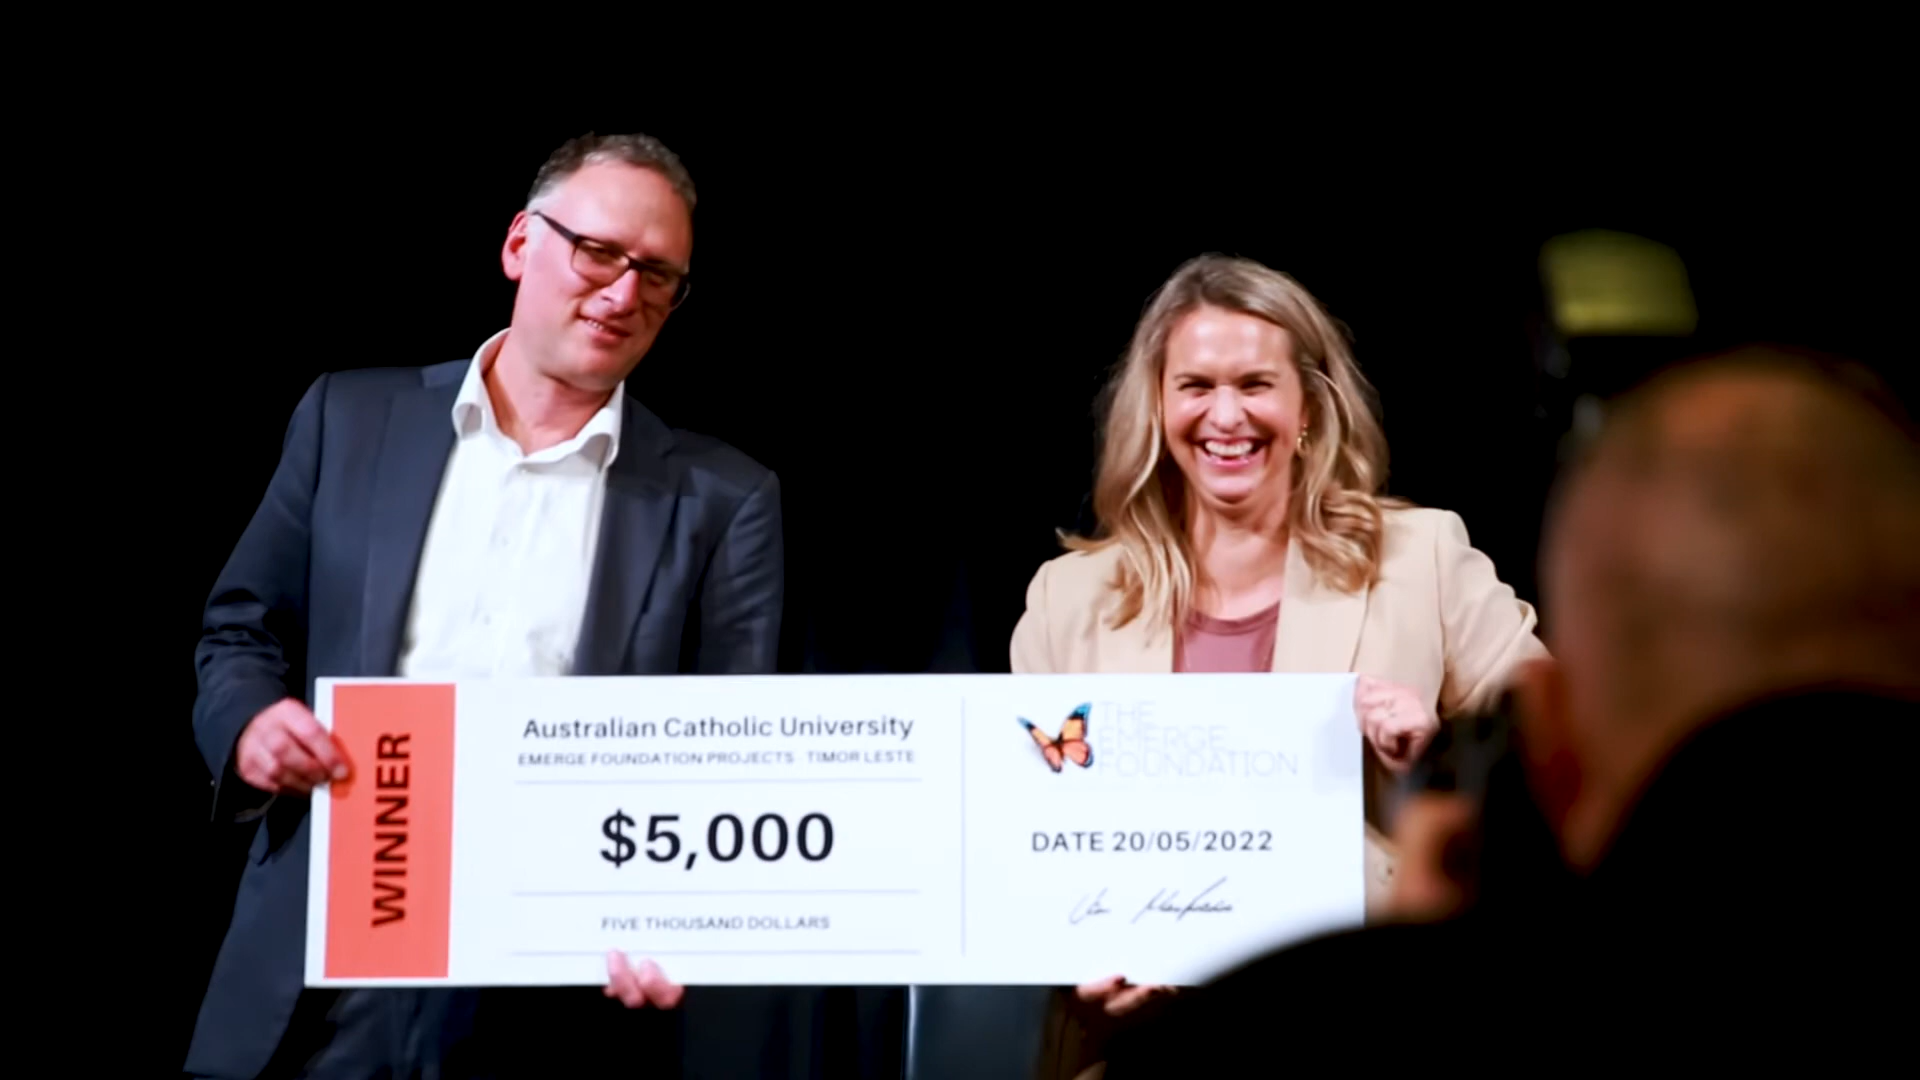 WINNER
Australian Catholic University
EMERGE FOUNDATION PROJECTS TIMOR LESTE
$5,000
FIVE THOUSAND DOLLARS
THE
EMERGE
FOUNDATION
DATE 20/05/2022